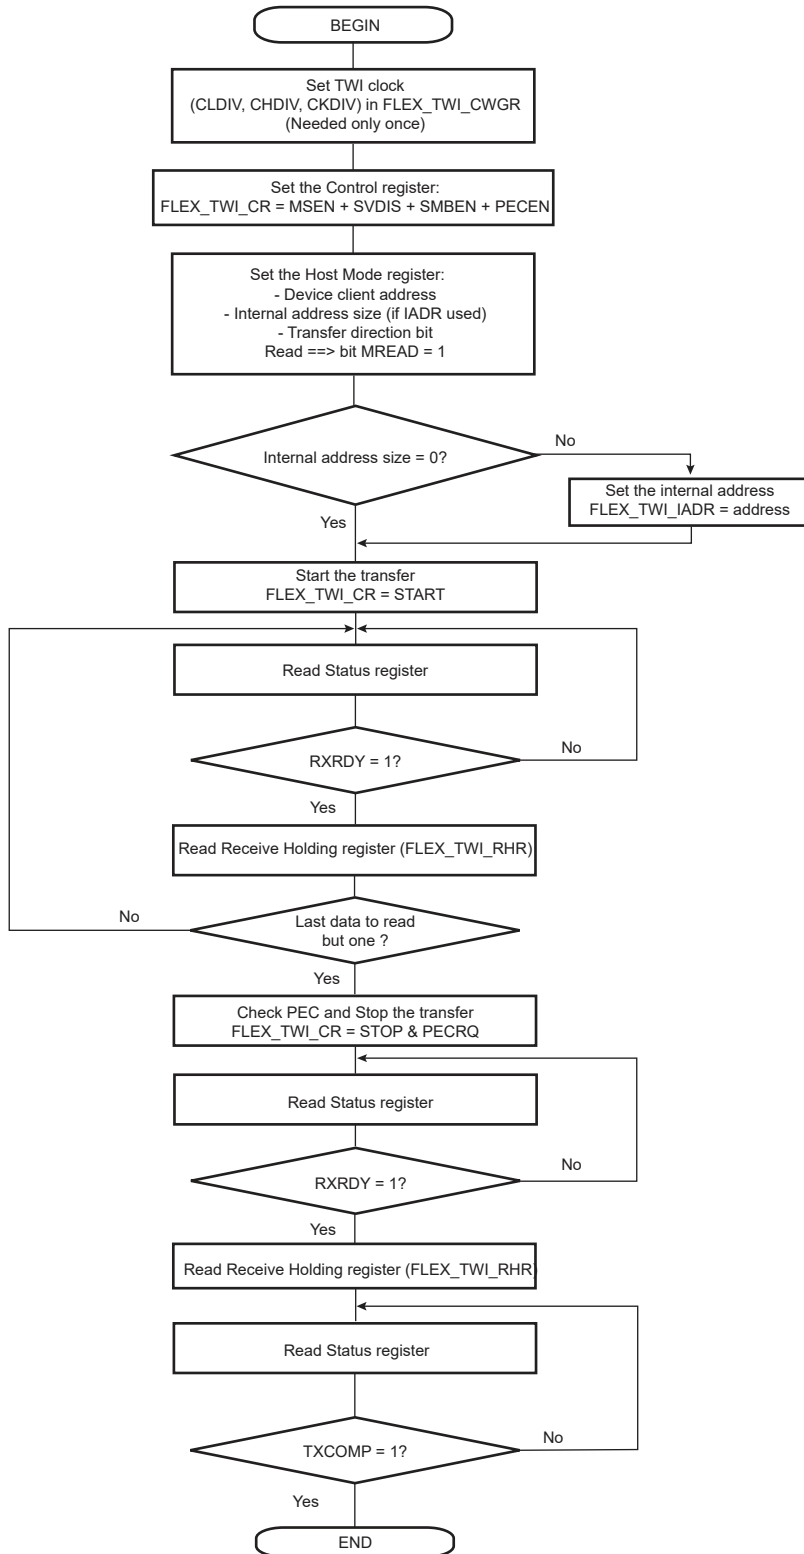 BEGIN
Set TWI clock
(CLDIV, CHDIV, CKDIV) in FLEX_TWI_CWGR
(Needed only once)
Set the Control register:
FLEX_TWI_CR = MSEN + SVDIS + SMBEN + PECEN
Set the Host Mode register:
- Device client address
- Internal address size (if IADR used)
- Transfer direction bit
Read ==> bit MREAD = 1
Internal address size = 0?
No
Set the internal address
FLEX_TWI_IADR = address
Yes
Start the transfer
FLEX_TWI_CR = START
Read Status register
RXRDY = 1?
No
Yes
Read Receive Holding register (FLEX_TWI_RHR)
Last data to read
but one ?
No
Yes
Check PEC and Stop the transfer
FLEX_TWI_CR = STOP & PECRQ
Read Status register
RXRDY = 1?
No
Yes
Read Receive Holding register (FLEX_TWI_RHR)
Read Status register
TXCOMP = 1?
No
Yes
END